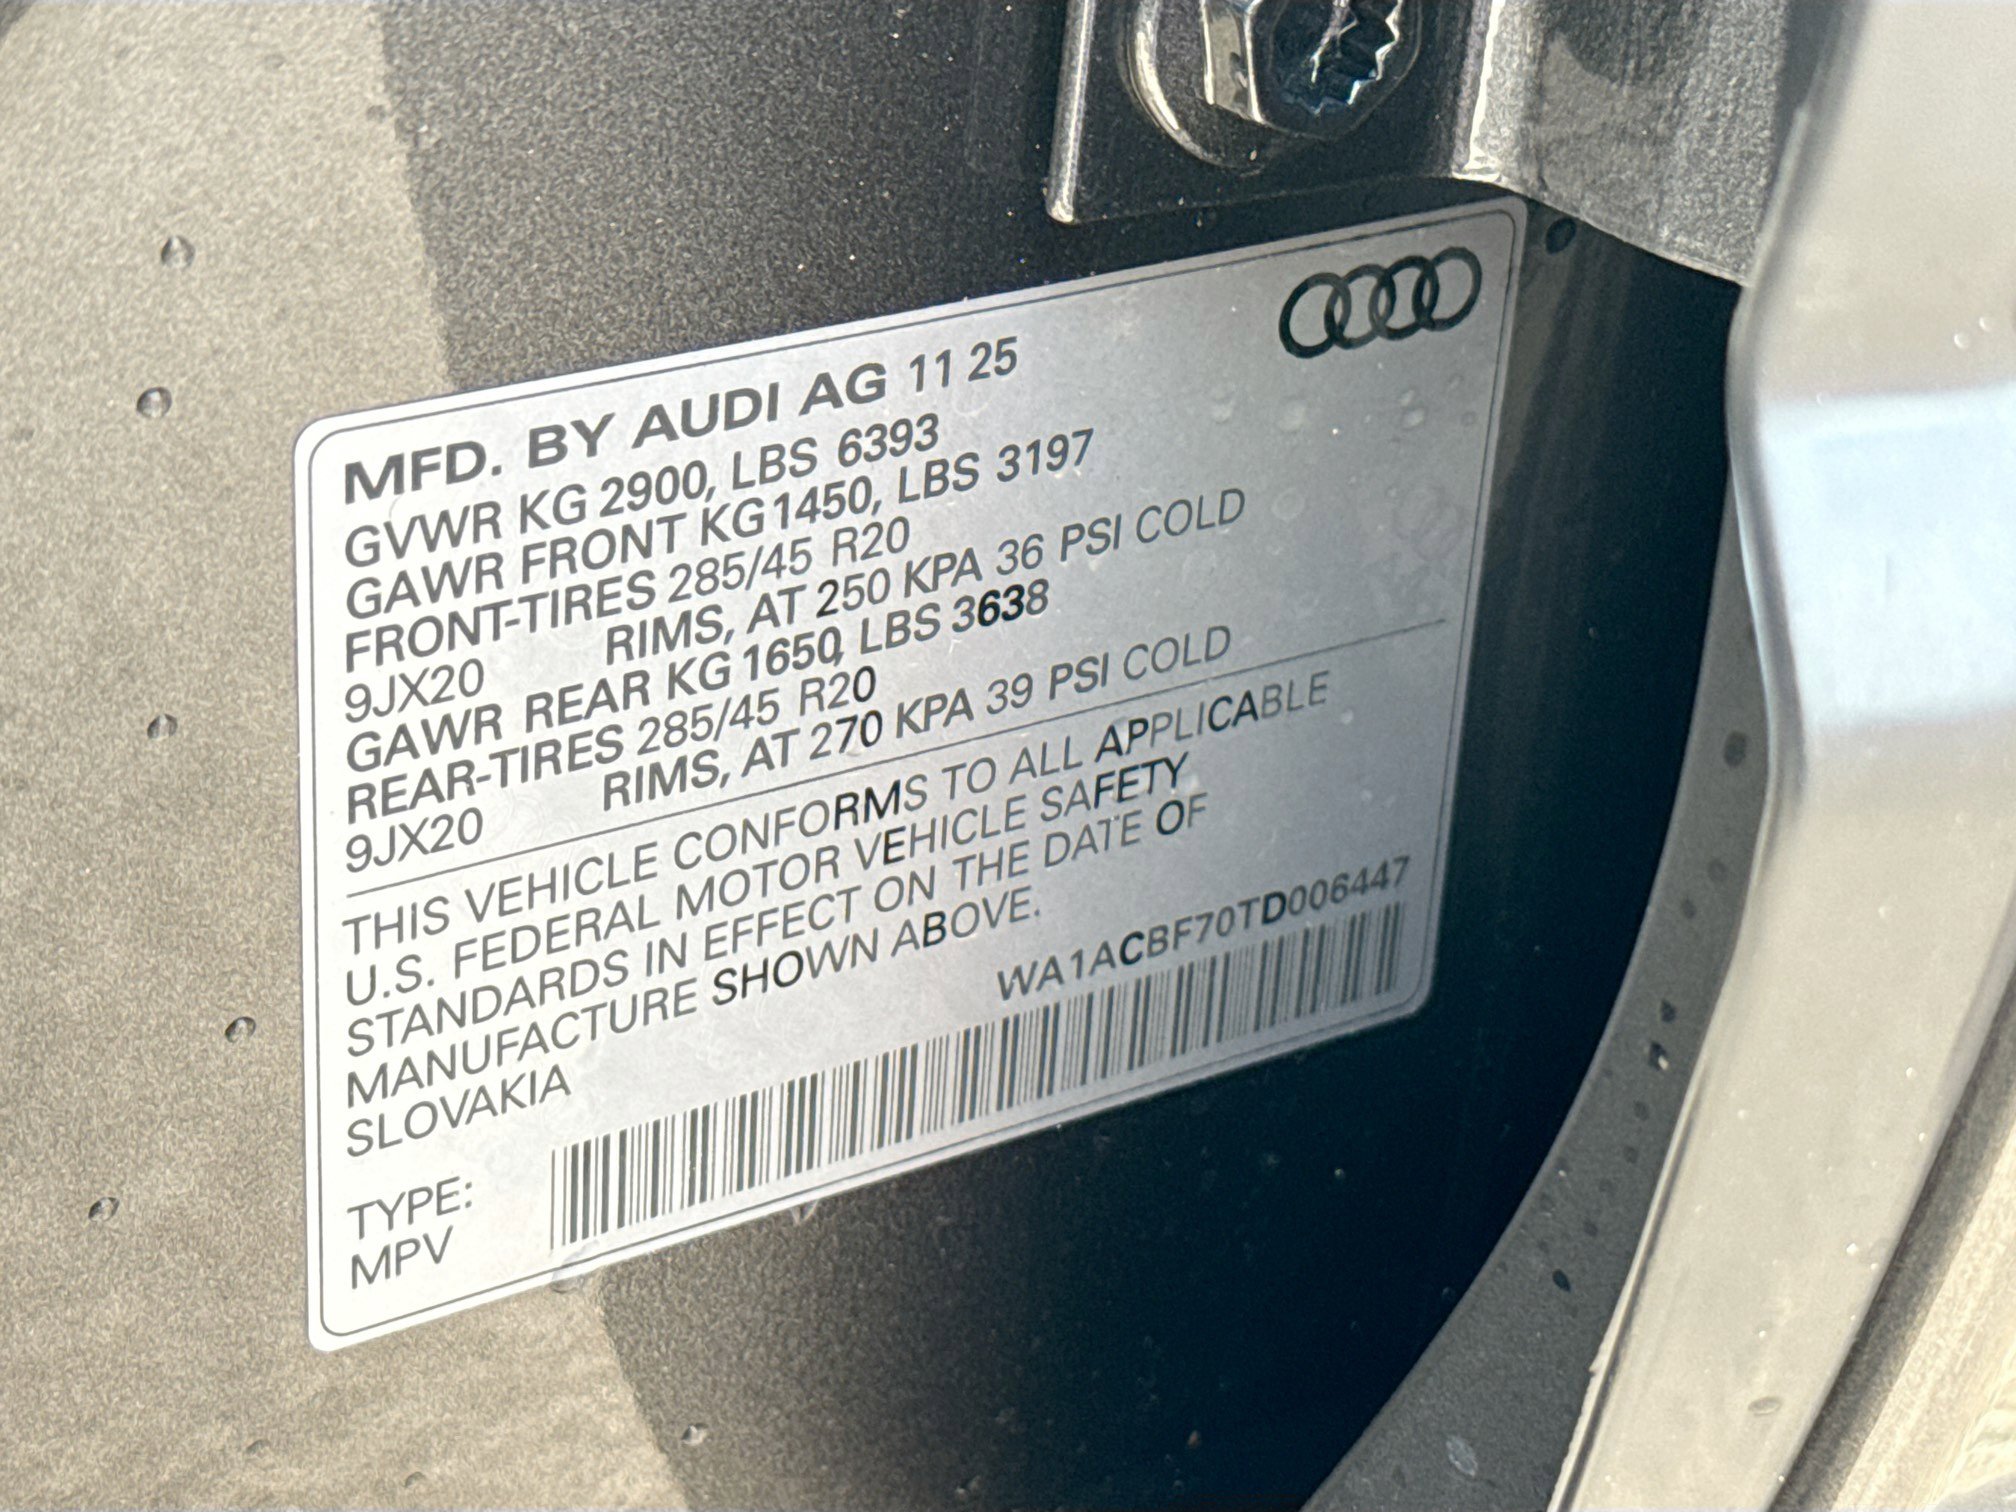 MFD. BY AUDI AG 11 25
GVWR KG 2900, LBS 6393
GAWR FRONT KG 1450, LBS 3197
FRONT-TIRES 285/45 R20
9JX20 RIMS, AT 250 KPA 36 PSI COLD
GAWR REAR KG 1650, LBS 3638
REAR-TIRES 285/45 R20
9JX20 RIMS, AT 270 KPA 39 PSI COLD
THIS VEHICLE CONFORMS TO ALL APPLICABLE
U.S. FEDERAL MOTOR VEHICLE SAFETY
STANDARDS IN EFFECT ON THE DATE OF
MANUFACTURE SHOWN ABOVE.
SLOVAKIA
WA1ACBF70TD006447
TYPE:
MPV